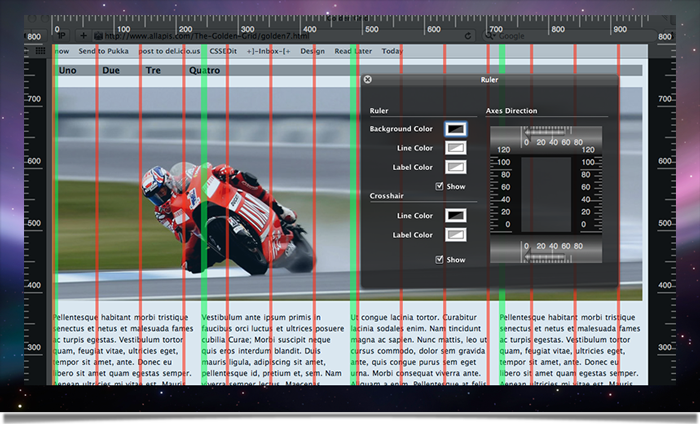 0 100 200 300 400 500 600 700 800 900
800 http://www.allapis.com/The-Golden-Grid/golden7.html Google 800
now Send to Pukka post to del.icio.us CSSEdit +]-Inbox-[+ Design Read Later Today
Uno Due Tre Quatro
700 700
600 600
500 500
400 400
300 300
Ruler
Ruler Axes Direction
Background Color
Line Color
Label Color
Show
Crosshair
Line Color
Label Color
Show
0 20 40 60 80
120 120
100 100
80 80
60 60
40 40
20 20
0 0
0 20 40 60 80
Pellentesque habitant morbi tristique
senectus et netus et malesuada fames
ac turpis egestas. Vestibulum tortor
quam, feugiat vitae, ultricies eget,
tempor sit amet, ante. Donec eu
libero sit amet quam egestas semper.
Aenean ultricies mi vitae est. Mauris
Vestibulum ante ipsum primis in
faucibus orci luctus et ultrices posuere
cubilia Curae; Morbi suscipit neque
quis eros interdum blandit. Duis
mauris ligula, adipiscing sit amet,
pellentesque id, pretium et, sem. Nam
viverra semper lectus. Maecenas
Ut congue lacinia tortor. Curabitur
lacinia sodales enim. Nam tincidunt
magna ac sapien. Nunc mattis, leo ut
cursus commodo, dolor sem gravida
ante, quis congue purus sem eget
urna. Morbi consequat viverra ante.
Aliquam a enim. Pellentesque at felis
Pellentesque habitant morbi tristique
senectus et netus et malesuada fames
ac turpis egestas. Vestibulum tortor
quam, feugiat vitae, ultricies eget,
tempor sit amet, ante. Donec eu
libero sit amet quam egestas semper.
Aenean ultricies mi vitae est. Mauris